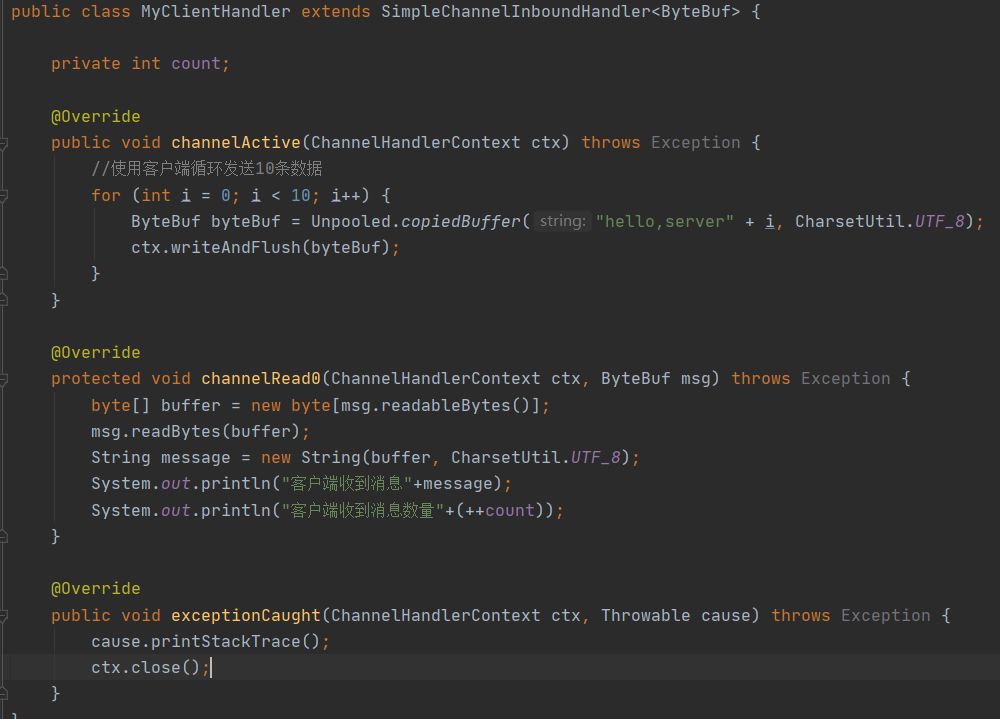 public class MyClientHandler extends SimpleChannelInboundHandler<ByteBuf> {
private int count;
@Override
public void channelActive(ChannelHandlerContext ctx) throws Exception {
//使用客户端循环发送10条数据
for (int i = 0; i < 10; i++) {
ByteBuf byteBuf = Unpooled.copiedBuffer( string: "hello,server" + i, CharsetUtil.UTF_8);
ctx.writeAndFlush(byteBuf);
}
}
@Override
protected void channelRead0(ChannelHandlerContext ctx, ByteBuf msg) throws Exception {
byte[] buffer = new byte[msg.readableBytes()];
msg.readBytes(buffer);
String message = new String(buffer, CharsetUtil.UTF_8);
System.out.println("客户端收到消息"+message);
System.out.println("客户端收到消息数量"+(++count));
}
@Override
public void exceptionCaught(ChannelHandlerContext ctx, Throwable cause) throws Exception {
cause.printStackTrace();
ctx.close();
}
}